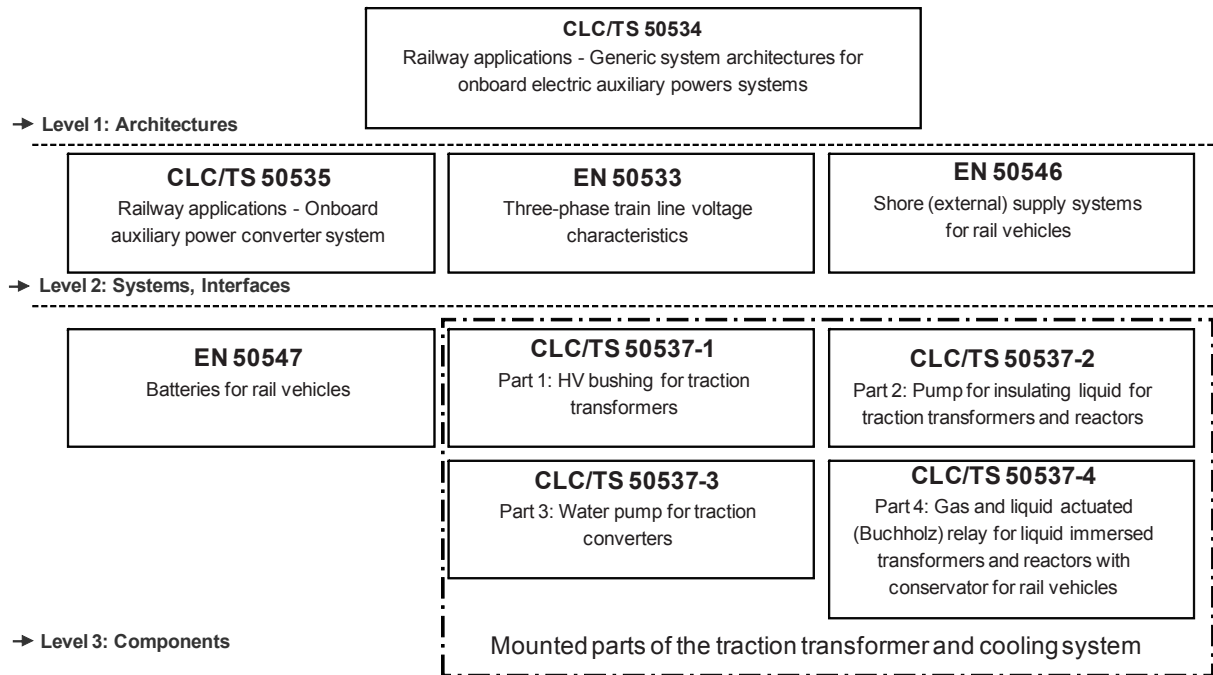 CLC/TS 50534
Railway applications - Generic system architectures for
onboard electric auxiliary powers systems
Level 1: Architectures
CLC/TS 50535
Railway applications - Onboard
auxiliary power converter system
EN 50533
Three-phase train line voltage
characteristics
EN 50546
Shore (external) supply systems
for rail vehicles
Level 2: Systems, Interfaces
EN 50547
Batteries for rail vehicles
CLC/TS 50537-1
Part 1: HV bushing for traction
transformers
CLC/TS 50537-2
Part 2: Pump for insulating liquid for
traction transformers and reactors
CLC/TS 50537-3
Part 3: Water pump for traction
converters
CLC/TS 50537-4
Part 4: Gas and liquid actuated
(Buchholz) relay for liquid immersed
transformers and reactors with
conservator for rail vehicles
Level 3: Components
Mounted parts of the traction transformer and cooling system